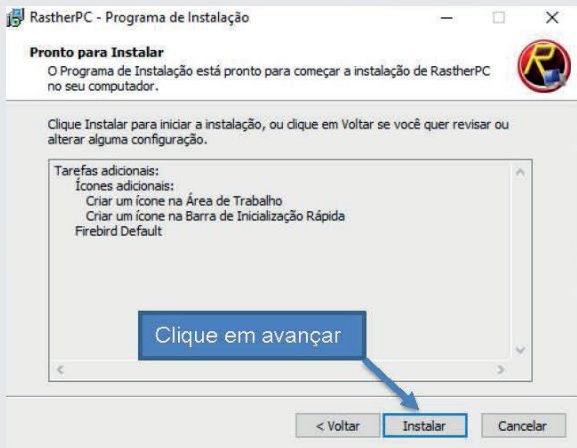 RastherPC - Programa de Instalação
Pronto para Instalar
O Programa de Instalação está pronto para começar a instalação de RastherPC
no seu computador.
R
Clique Instalar para iniciar a instalação, ou clique em Voltar se você quer revisar ou
alterar alguma configuração.
Tarefas adicionais:
Ícones adicionais:
Criar um ícone na Área de Trabalho
Criar um ícone na Barra de Inicialização Rápida
Firebird Default
Clique em avançar
< Voltar
Instalar
Cancelar